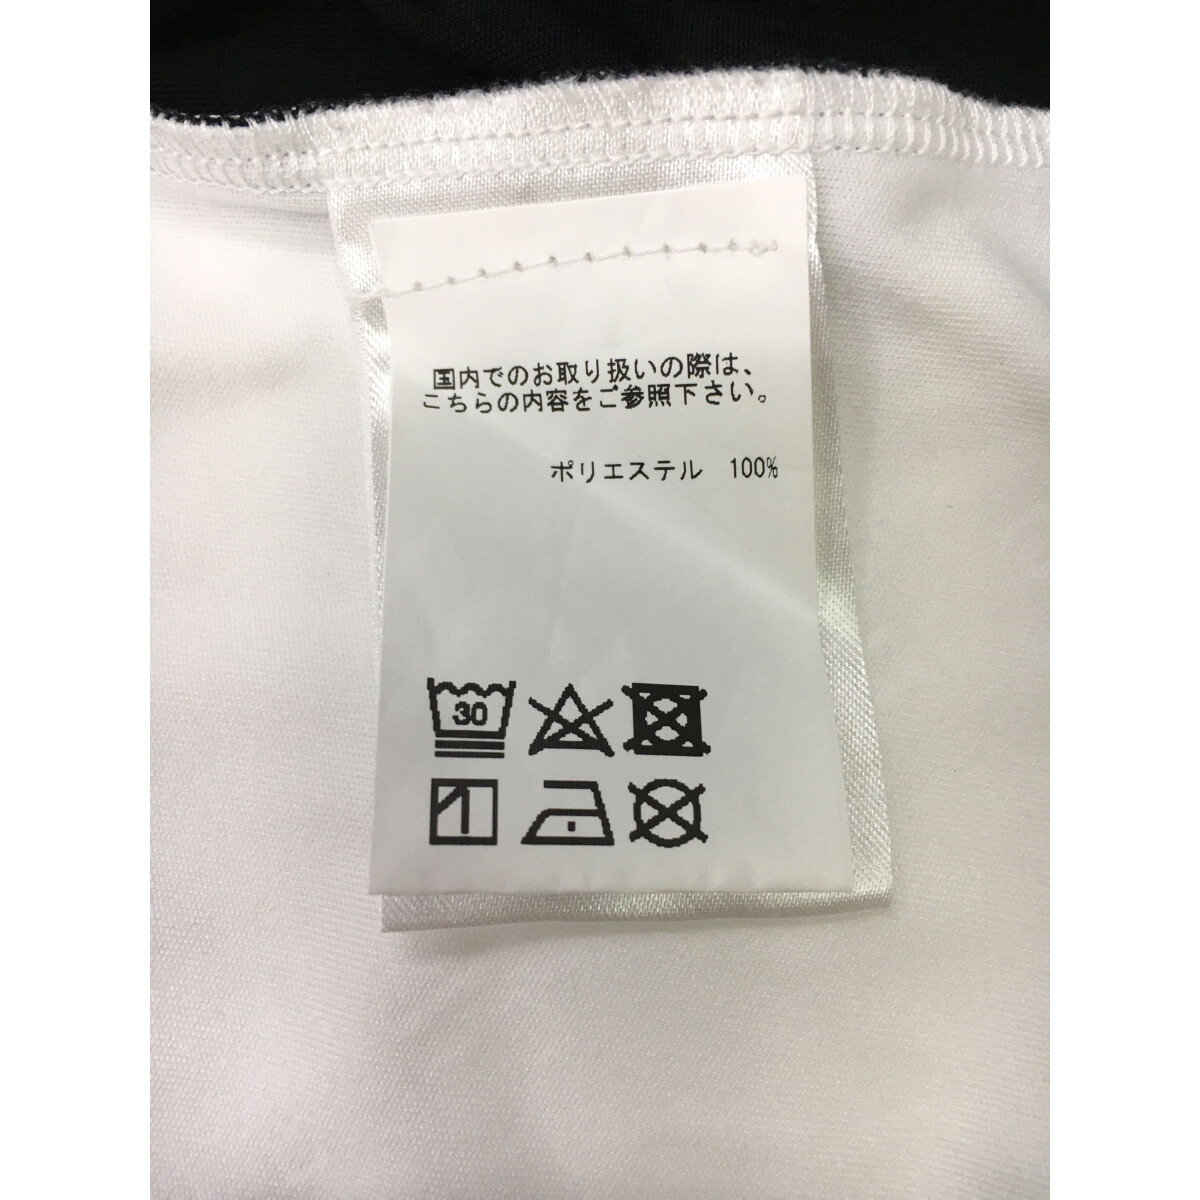 国内でのお取り扱いの際は、
こちらの内容をご参照下さい。
ポリエステル 100%
30